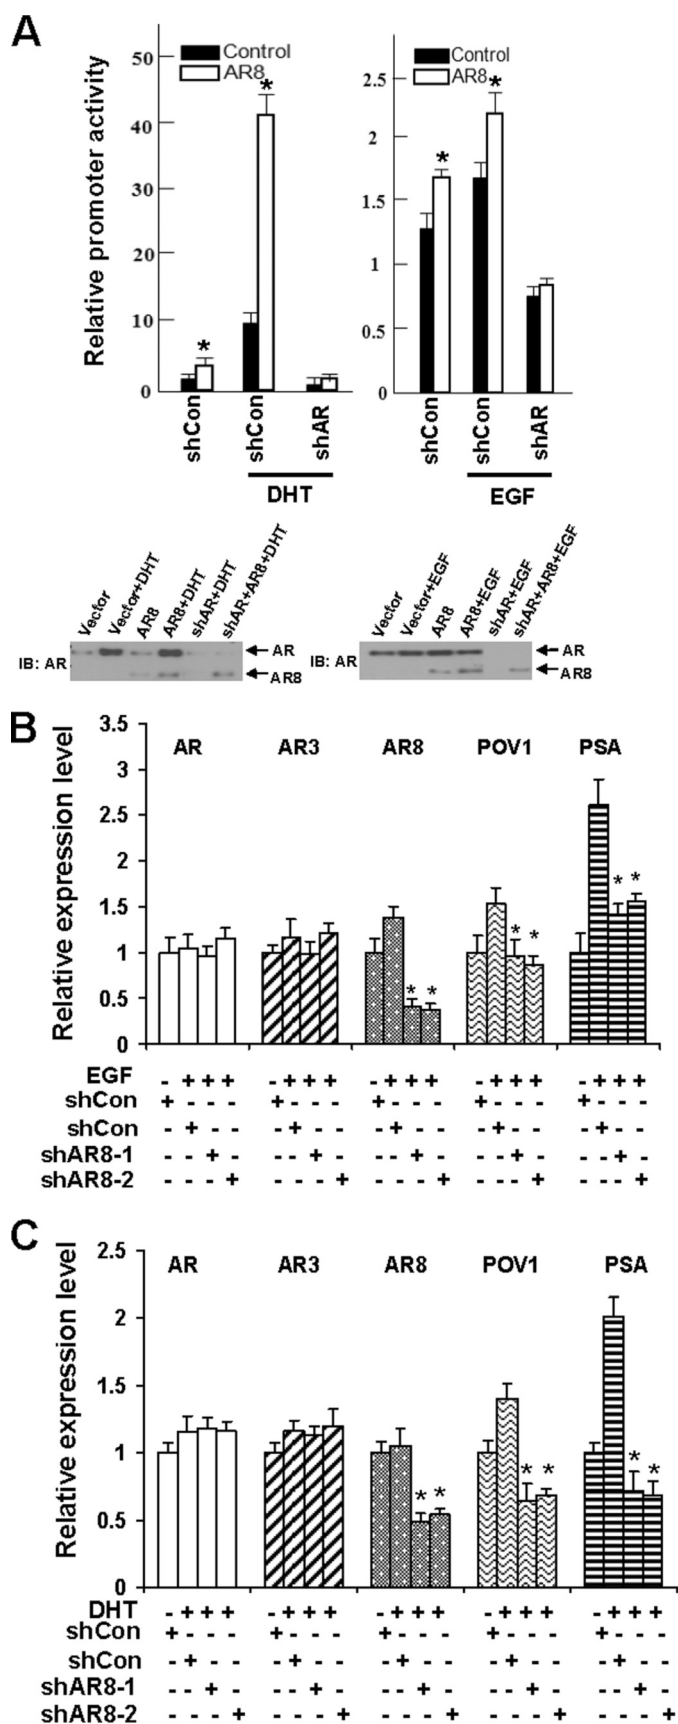 A
Relative promoter activity
Control
AR8
50
40
30
20
10
0
*
*
shCon
shCon
shAR
DHT
Control
AR8
2.5
2
1.5
1
0.5
0
*
*
shCon
shCon
shAR
EGF
Vector
Vector+DHT
AR8
AR8+DHT
shAR+DHT
shAR+AR8+DHT
IB: AR
AR
AR8
Vector
Vector+EGF
AR8
AR8+EGF
shAR+EGF
shAR+AR8+EGF
IB: AR
AR
AR8
B
Relative expression level
3.5
3
2.5
2
1.5
1
0.5
0
AR AR3 AR8 POV1 PSA
* * * * * *
EGF - + + + - + + + - + + + - + + + - + + +
shCon + - - - + - - - + - - - + - - - + - - -
shCon - + - - - + - - - + - - - + - - - + - -
shAR8-1 - - + - - - + - - - + - - - + - - - + -
shAR8-2 - - - + - - - + - - - + - - - + - - - +
C
Relative expression level
2.5
2
1.5
1
0.5
0
AR AR3 AR8 POV1 PSA
* * * * * *
DHT - + + + - + + + - + + + - + + + - + + +
shCon + - - - + - - - + - - - + - - - + - - -
shCon - + - - - + - - - + - - - + - - - + - -
shAR8-1 - - + - - - + - - - + - - - + - - - + -
shAR8-2 - - - + - - - + - - - + - - - + - - - +